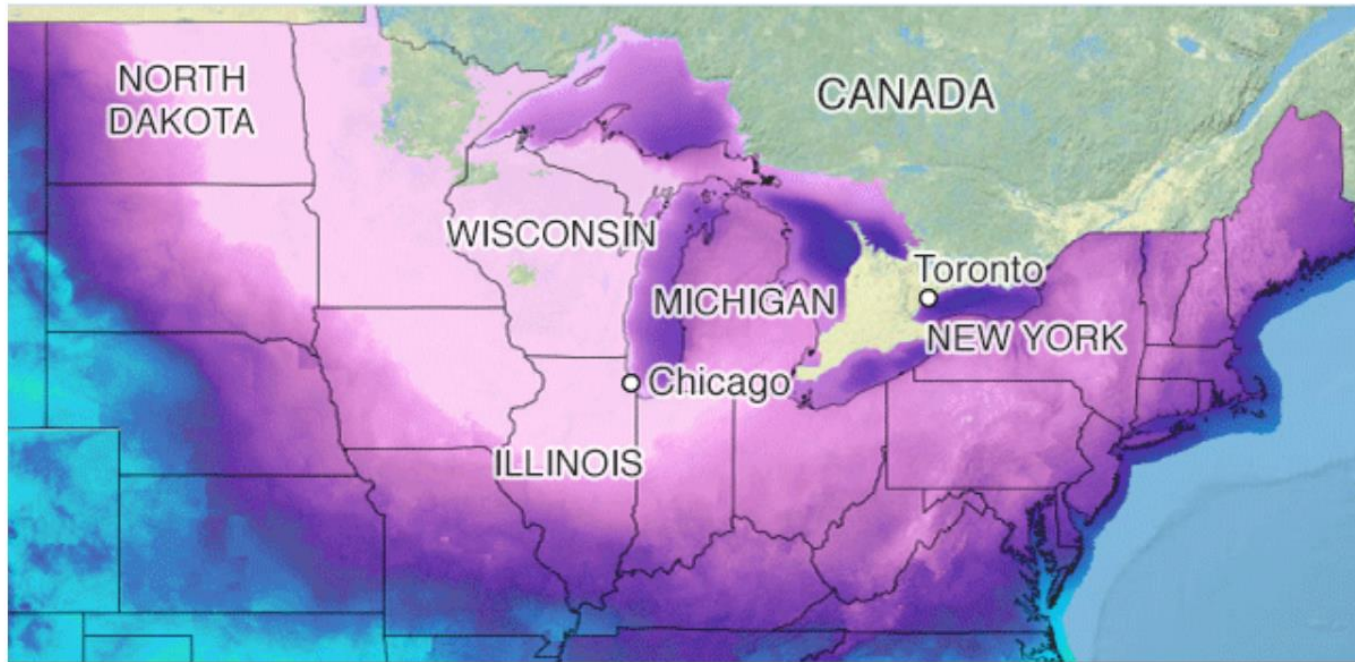 NORTH
DAKOTA
CANADA
WISCONSIN
Toronto
MICHIGAN
NEW YORK
Chicago
ILLINOIS